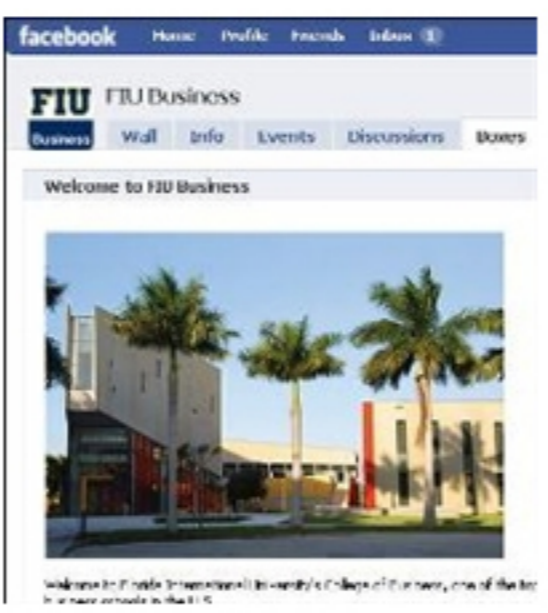 facebook Home Profile Friends Inbox 1
FIU FIU Business
Business Wall Info Events Discussions Boxes
Welcome to FIU Business
Welcome to Florida International University's College of Business, one of the top
business schools in the U.S.